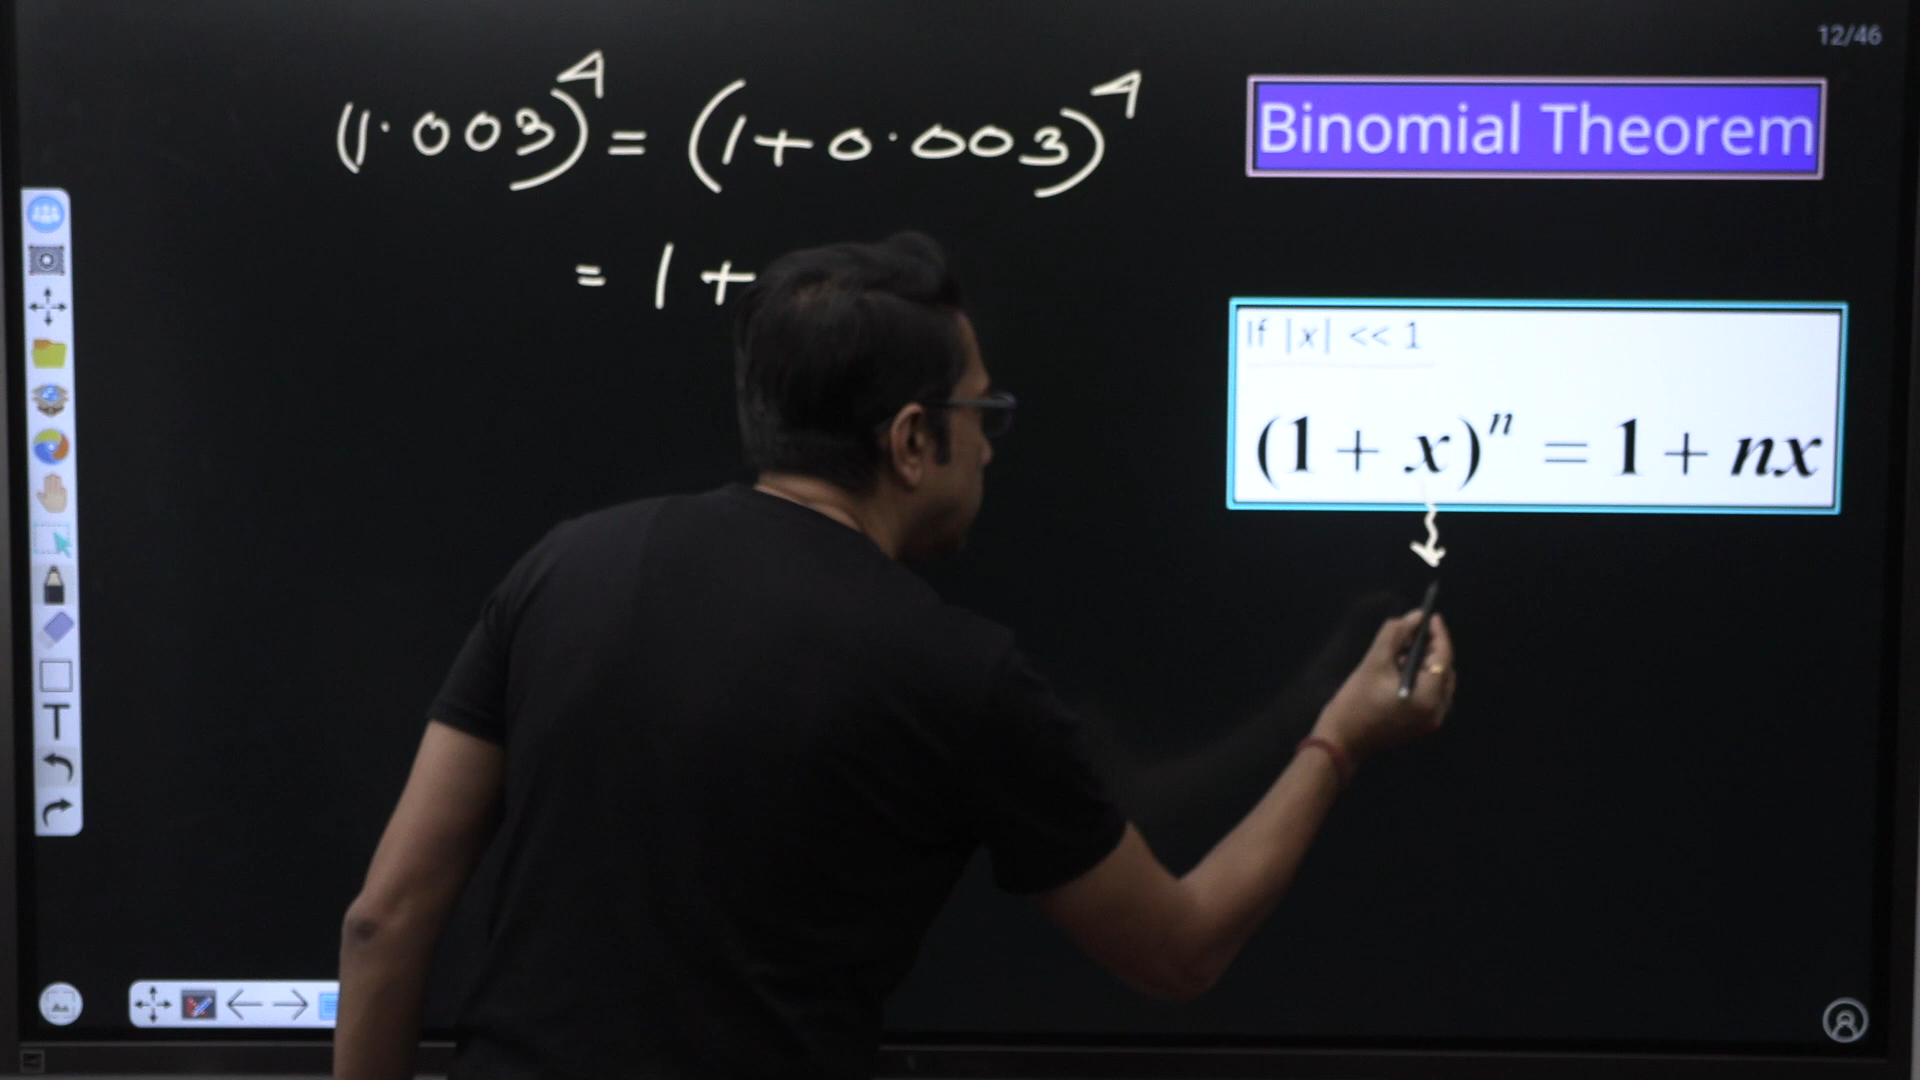 12/46
(1.003)⁴ = (1+0.003)⁴
Binomial Theorem
= 1 +
If |x| << 1
(1 + x)ⁿ = 1 + nx
T